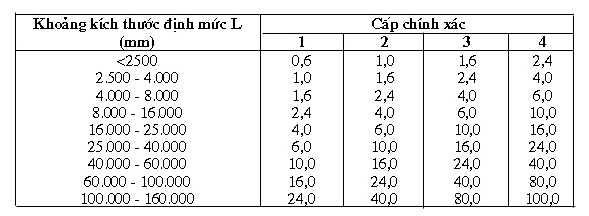 Khoảng kích thước định mức L (mm) Cấp chính xác
1 2 3 4
<2500 0,6 1,0 1,6 2,4
2.500 - 4.000 1,0 1,6 2,4 4,0
4.000 - 8.000 1,6 2,4 4,0 6,0
8.000 - 16.000 2,4 4,0 6,0 10,0
16.000 - 25.000 4,0 6,0 10,0 16,0
25.000 - 40.000 6,0 10,0 16,0 24,0
40.000 - 60.000 10,0 16,0 24,0 40,0
60.000 - 100.000 16,0 24,0 40,0 80,0
100.000 - 160.000 24,0 40,0 80,0 100,0